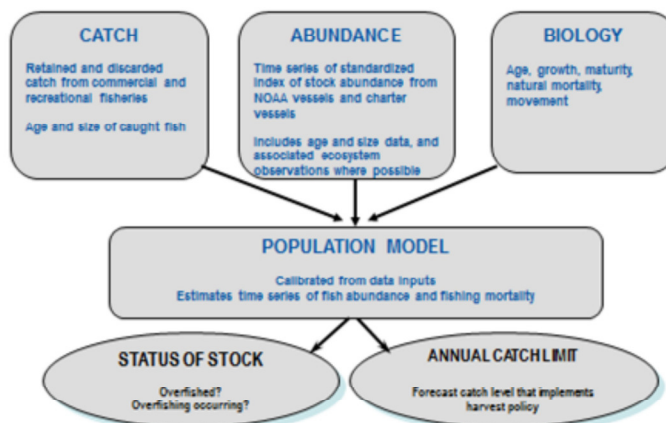 CATCH
Retained and discarded
catch from commercial and
recreational fisheries
Age and size of caught fish
ABUNDANCE
Time series of standardized
index of stock abundance from
NOAA vessels and charter
vessels
Includes age and size data, and
associated ecosystem
observations where possible
BIOLOGY
Age, growth, maturity,
natural mortality,
movement
POPULATION MODEL
Calibrated from data inputs
Estimates time series of fish abundance and fishing mortality
STATUS OF STOCK
Overfished?
Overfishing occurring?
ANNUAL CATCH LIMIT
Forecast catch level that implements
harvest policy